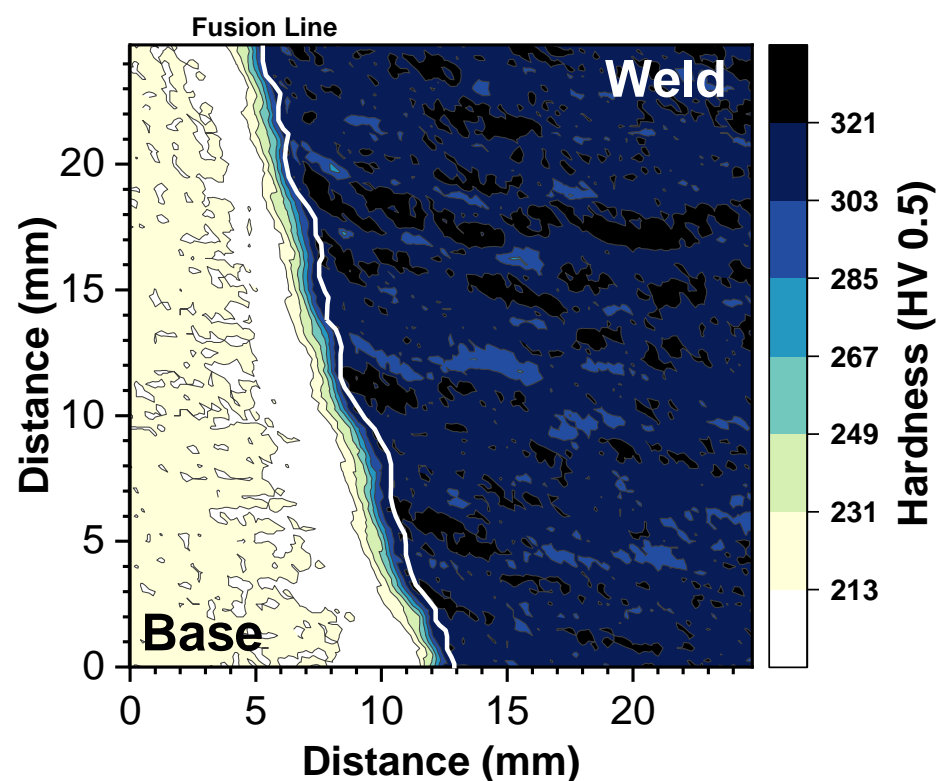 Fusion Line
Weld
Base
Distance (mm)
20
15
10
5
0
0 5 10 15 20
Distance (mm)
321
303
285
267
249
231
213
Hardness (HV 0.5)